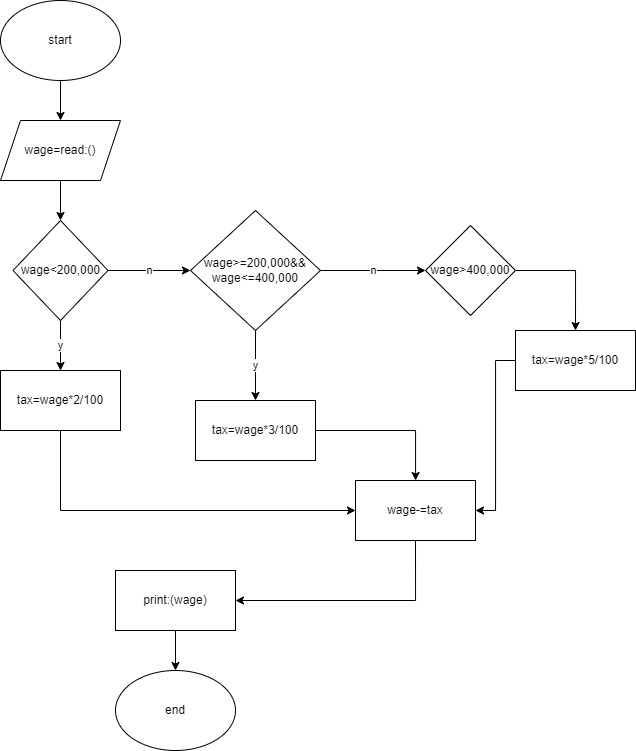 start
wage=read:()
wage<200,000
n
wage>=200,000&&
wage<=400,000
n
wage>400,000
y
y
tax=wage*2/100
tax=wage*3/100
tax=wage*5/100
wage-=tax
print:(wage)
end